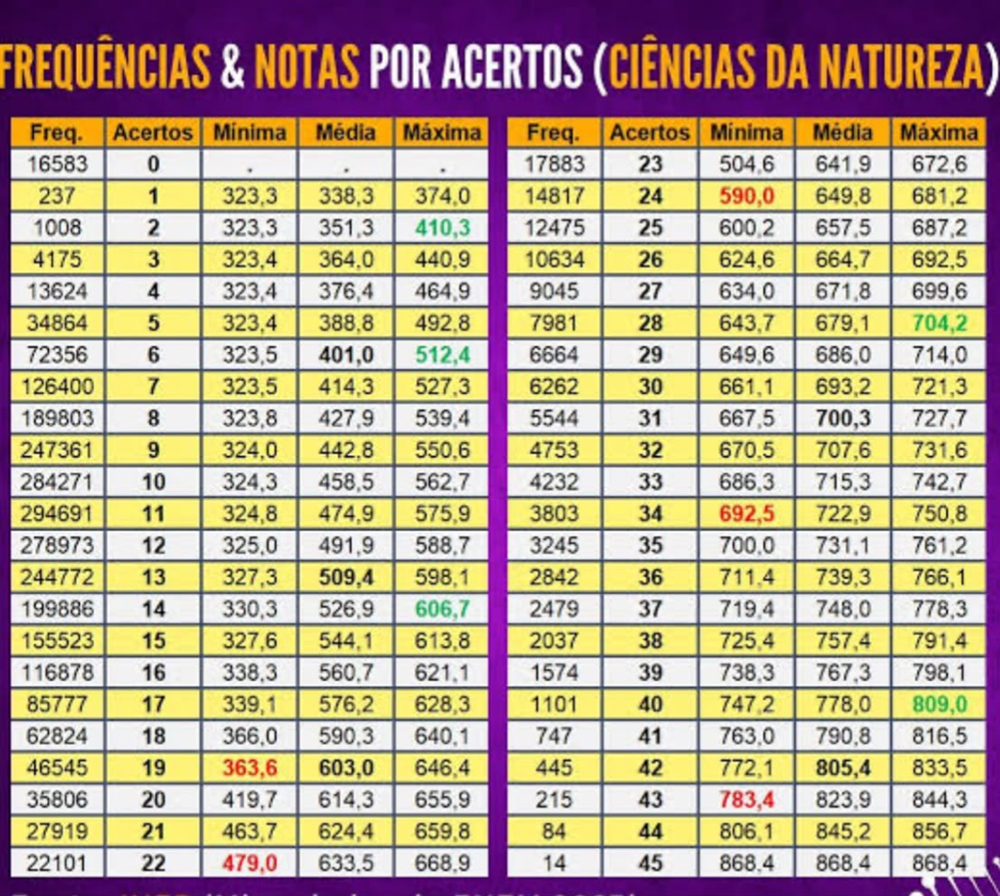 FREQUÊNCIAS & NOTAS POR ACERTOS (CIÊNCIAS DA NATUREZA)
Freq. Acertos Mínima Média Máxima
16583 0 . . .
237 1 323,3 338,3 374,0
1008 2 323,3 351,3 410,3
4175 3 323,4 364,0 440,9
13624 4 323,4 376,4 464,9
34864 5 323,4 388,8 492,8
72356 6 323,5 401,0 512,4
126400 7 323,5 414,3 527,3
189803 8 323,8 427,9 539,4
247361 9 324,0 442,8 550,6
284271 10 324,3 458,5 562,7
294691 11 324,8 474,9 575,9
278973 12 325,0 491,9 588,7
244772 13 327,3 509,4 598,1
199886 14 330,3 526,9 606,7
155523 15 327,6 544,1 613,8
116878 16 338,3 560,7 621,1
85777 17 339,1 576,2 628,3
62824 18 366,0 590,3 640,1
46545 19 363,6 603,0 646,4
35806 20 419,7 614,3 655,9
27919 21 463,7 624,4 659,8
22101 22 479,0 633,5 668,9
Freq. Acertos Mínima Média Máxima
17883 23 504,6 641,9 672,6
14817 24 590,0 649,8 681,2
12475 25 600,2 657,5 687,2
10634 26 624,6 664,7 692,5
9045 27 634,0 671,8 699,6
7981 28 643,7 679,1 704,2
6664 29 649,6 686,0 714,0
6262 30 661,1 693,2 721,3
5544 31 667,5 700,3 727,7
4753 32 670,5 707,6 731,6
4232 33 686,3 715,3 742,7
3803 34 692,5 722,9 750,8
3245 35 700,0 731,1 761,2
2842 36 711,4 739,3 766,1
2479 37 719,4 748,0 778,3
2037 38 725,4 757,4 791,4
1574 39 738,3 767,3 798,1
1101 40 747,2 778,0 809,0
747 41 763,0 790,8 816,5
445 42 772,1 805,4 833,5
215 43 783,4 823,9 844,3
84 44 806,1 845,2 856,7
14 45 868,4 868,4 868,4